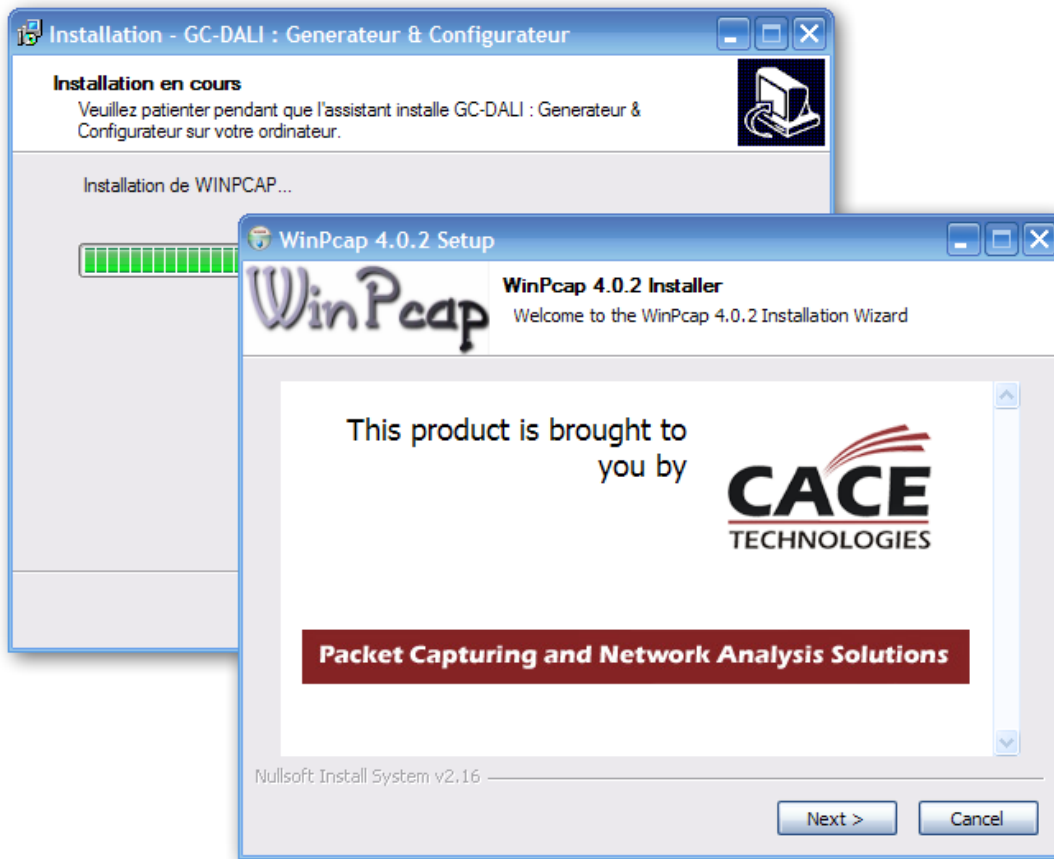 Installation - GC-DALI : Generateur & Configurateur
Installation en cours
Veuillez patienter pendant que l'assistant installe GC-DALI : Generateur &
Configurateur sur votre ordinateur.
Installation de WINPCAP...
WinPcap 4.0.2 Setup
WinPcap
WinPcap 4.0.2 Installer
Welcome to the WinPcap 4.0.2 Installation Wizard
This product is brought to
you by
CACE
TECHNOLOGIES
Packet Capturing and Network Analysis Solutions
Nullsoft Install System v2.16
Next >
Cancel